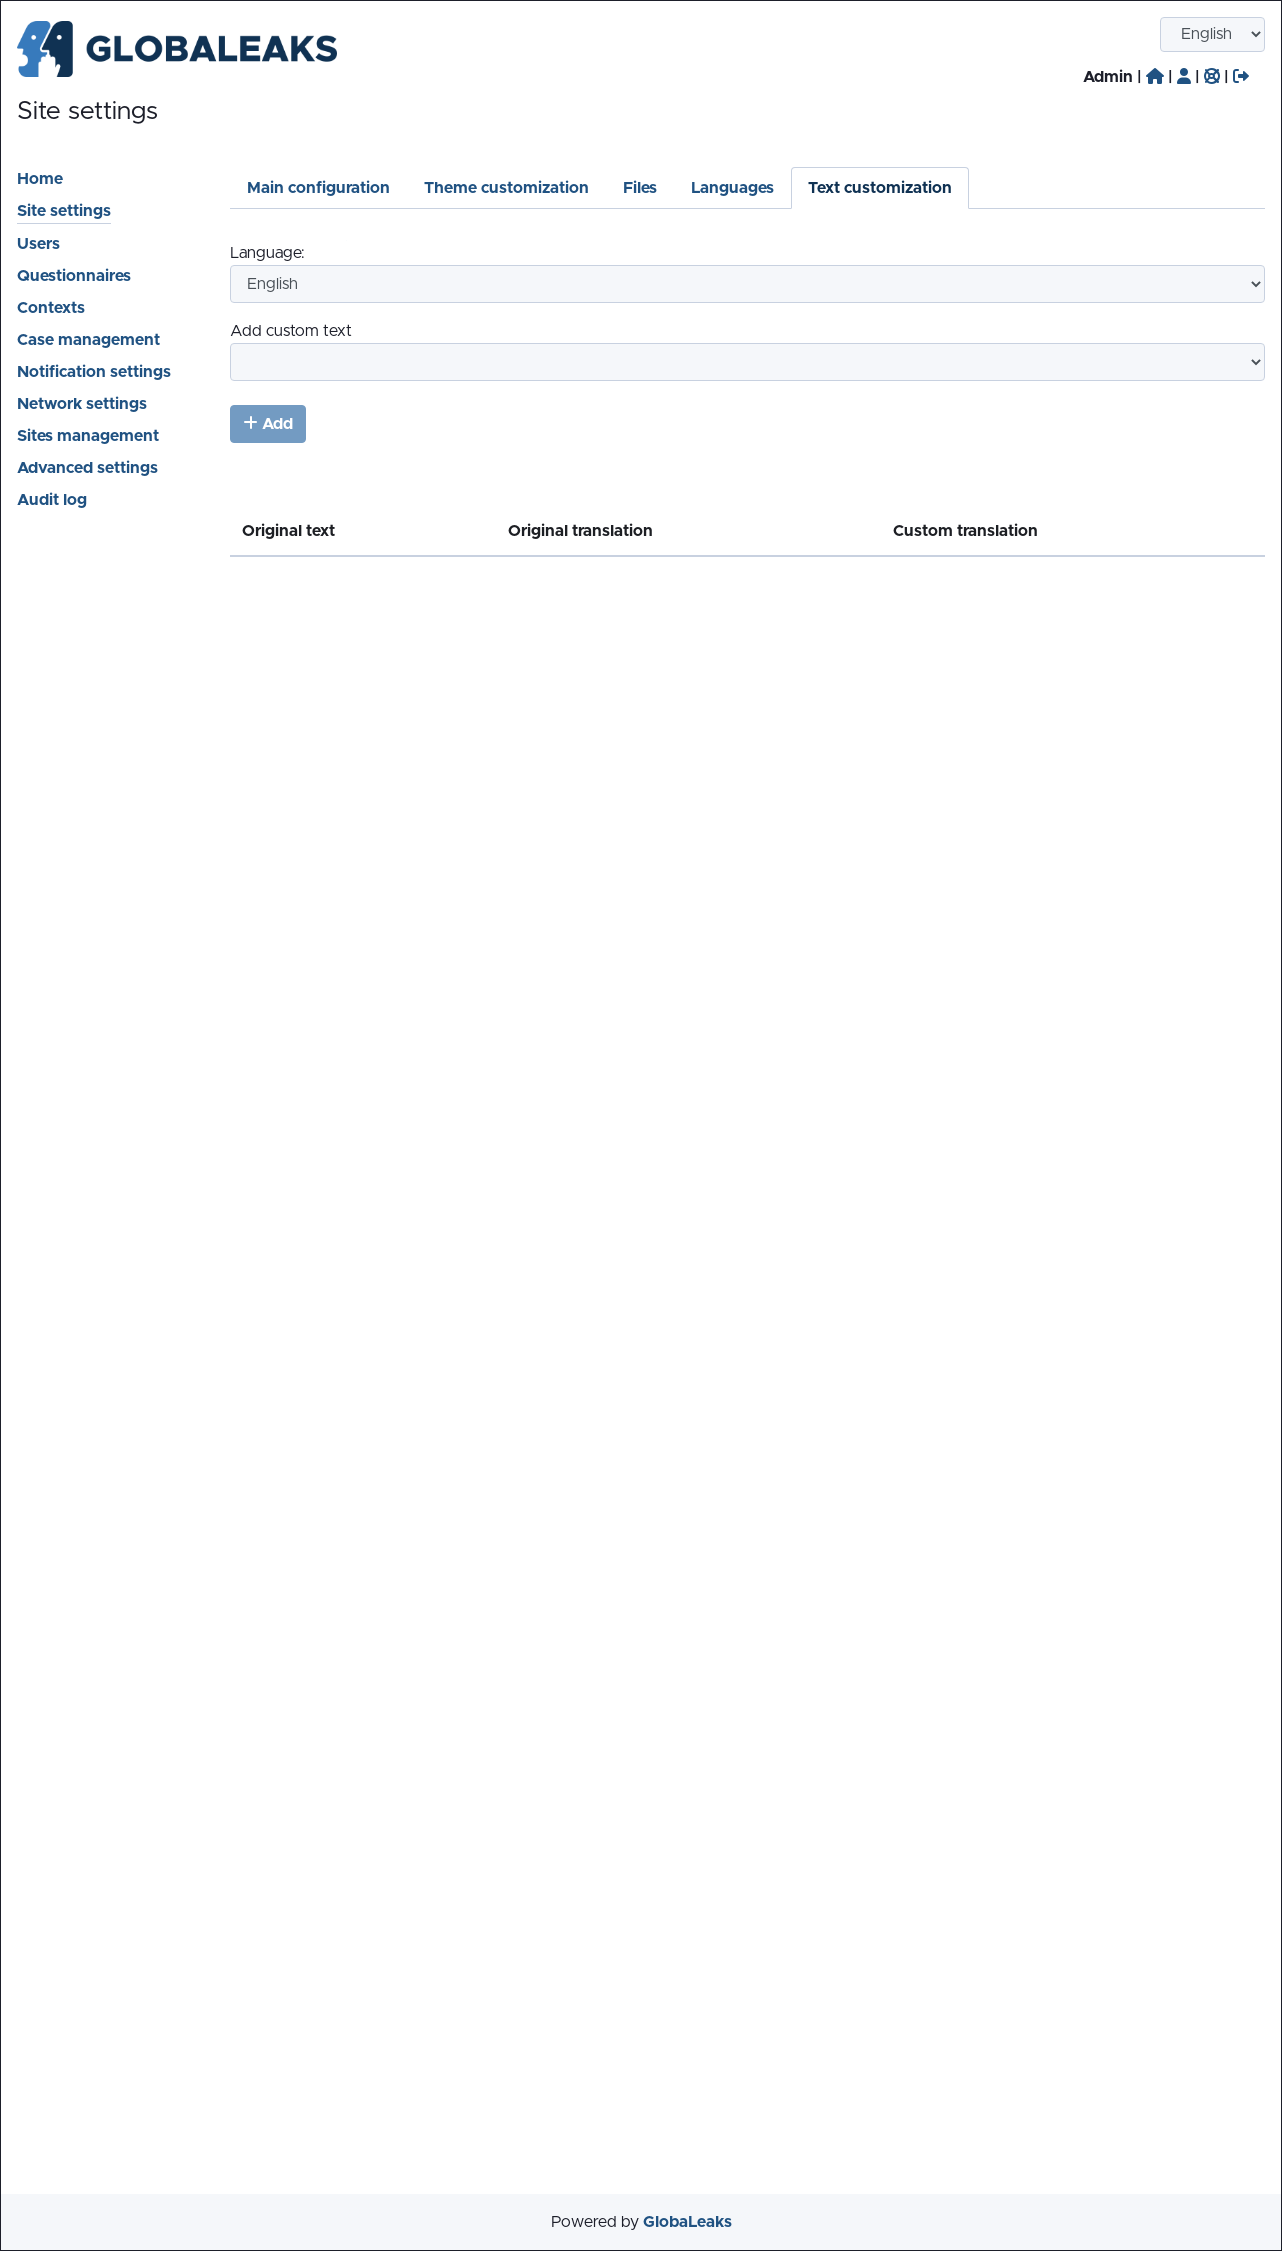 GLOBALEAKS
English
Admin | | | |
Site settings
Home
Site settings
Users
Questionnaires
Contexts
Case management
Notification settings
Network settings
Sites management
Advanced settings
Audit log
Main configuration Theme customization Files Languages Text customization
Language:
English
Add custom text
+ Add
Original text Original translation Custom translation
Powered by GlobaLeaks